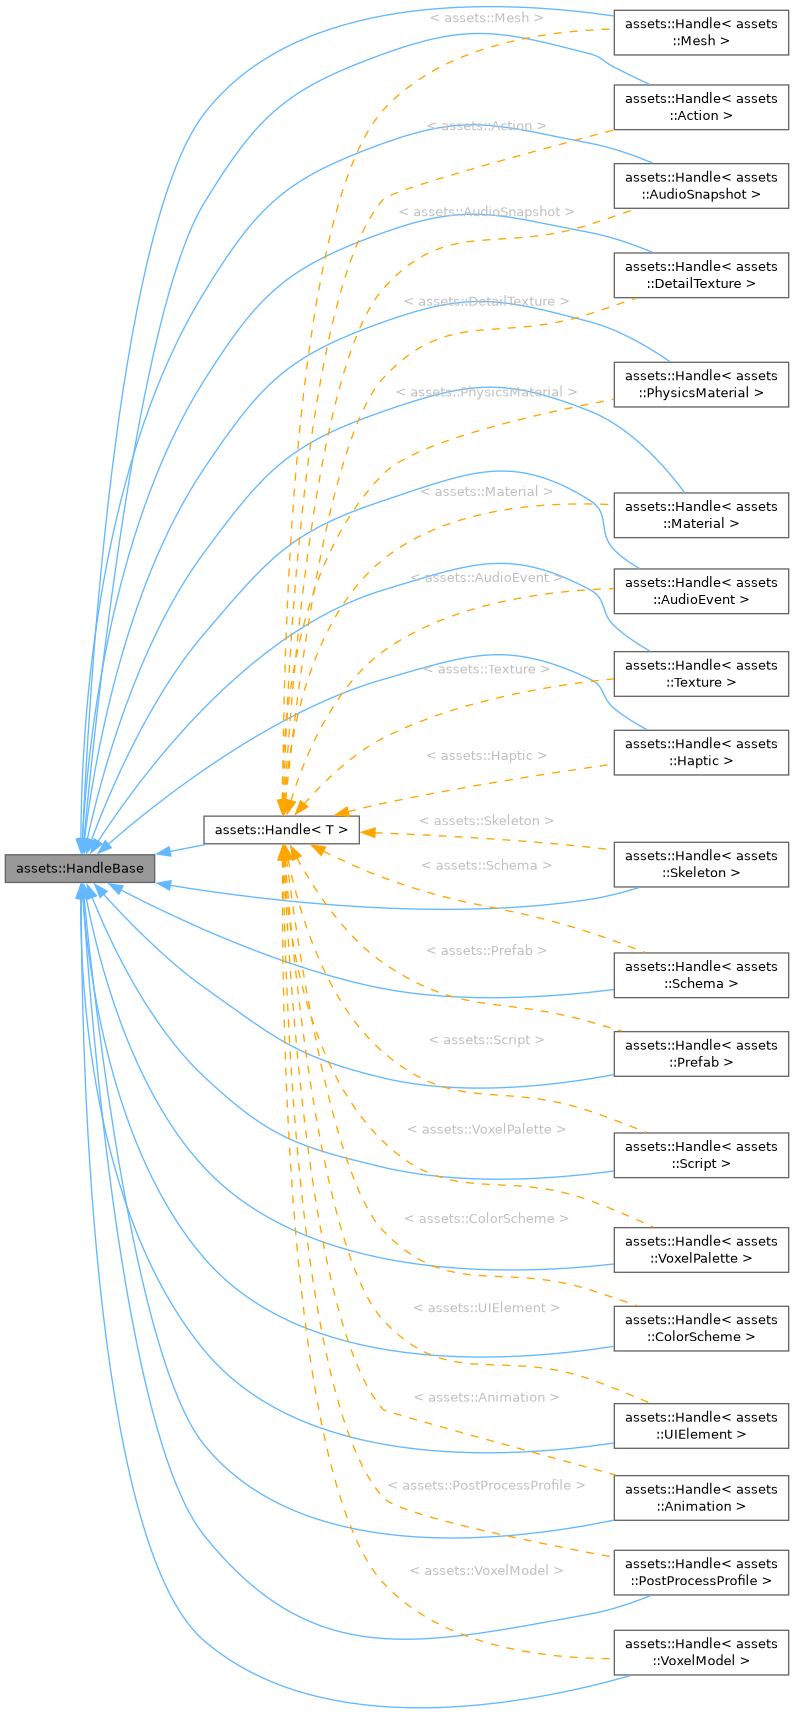 < assets::Mesh >
assets::Handle< assets
::Mesh >
assets::Handle< assets
::Action >
< assets::Action >
assets::Handle< assets
::AudioSnapshot >
< assets::AudioSnapshot >
assets::Handle< assets
::DetailTexture >
< assets::DetailTexture >
assets::Handle< assets
::PhysicsMaterial >
< assets::PhysicsMaterial >
< assets::Material >
assets::Handle< assets
::Material >
< assets::AudioEvent >
assets::Handle< assets
::AudioEvent >
< assets::Texture >
assets::Handle< assets
::Texture >
< assets::Haptic >
assets::Handle< assets
::Haptic >
assets::Handle< T >
assets::HandleBase
< assets::Skeleton >
assets::Handle< assets
::Skeleton >
< assets::Schema >
assets::Handle< assets
::Schema >
< assets::Prefab >
assets::Handle< assets
::Prefab >
< assets::Script >
assets::Handle< assets
::Script >
< assets::VoxelPalette >
assets::Handle< assets
::VoxelPalette >
< assets::ColorScheme >
assets::Handle< assets
::ColorScheme >
< assets::UIElement >
assets::Handle< assets
::UIElement >
< assets::Animation >
assets::Handle< assets
::Animation >
< assets::PostProcessProfile >
assets::Handle< assets
::PostProcessProfile >
< assets::VoxelModel >
assets::Handle< assets
::VoxelModel >